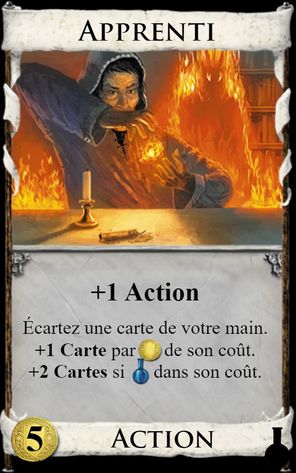 APPRENTI
+1 Action
Écartez une carte de votre main.
+1 Carte par de son coût.
+2 Cartes si dans son coût.
5 ACTION